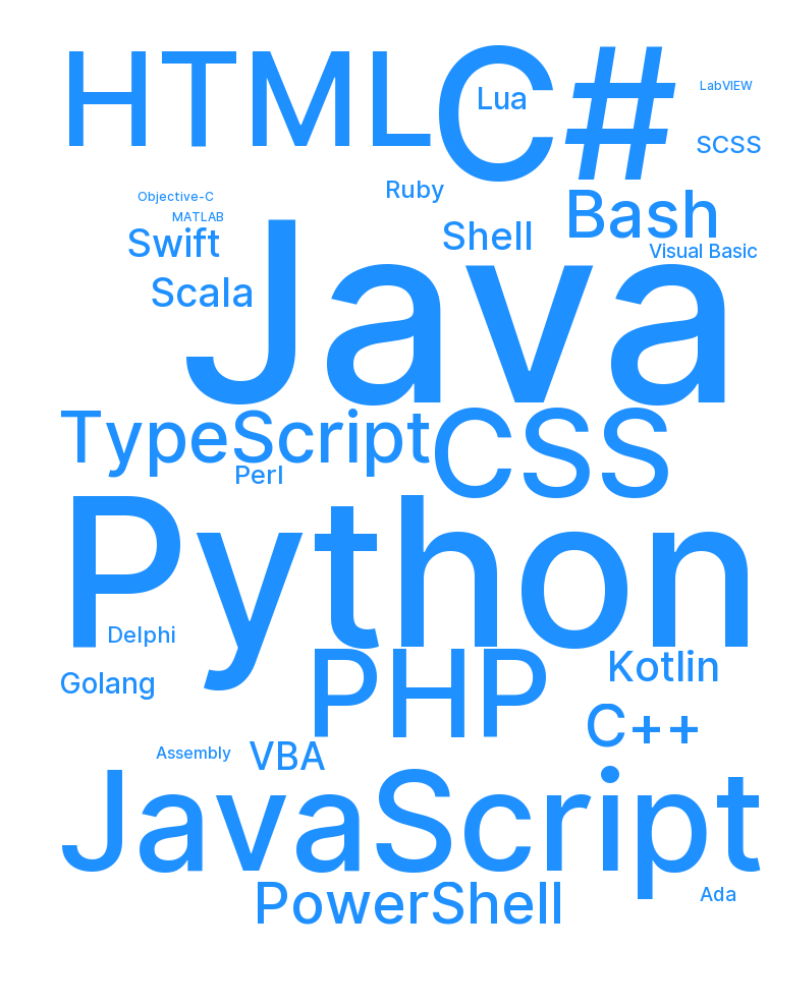 HTML
C#
Lua
LabVIEW
SCSS
Ruby
Objective-C
Bash
MATLAB
Swift
Shell
Visual Basic
Scala
Java
TypeScript
CSS
Perl
Python
Delphi
Golang
PHP
Kotlin
C++
Assembly
VBA
JavaScript
PowerShell
Ada